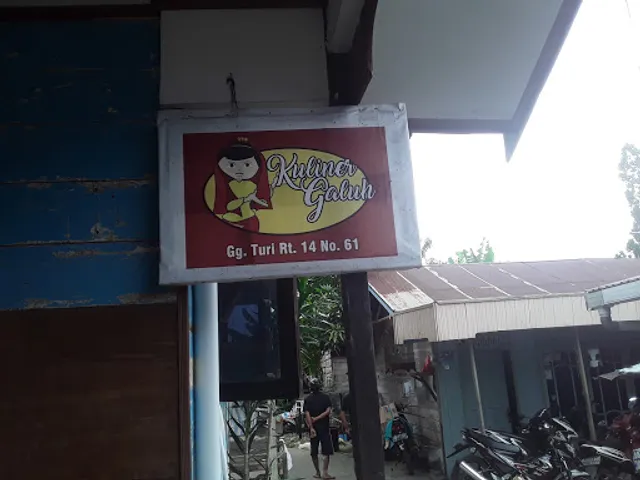 Kuliner
Galuh
Gg. Turi Rt. 14 No. 61